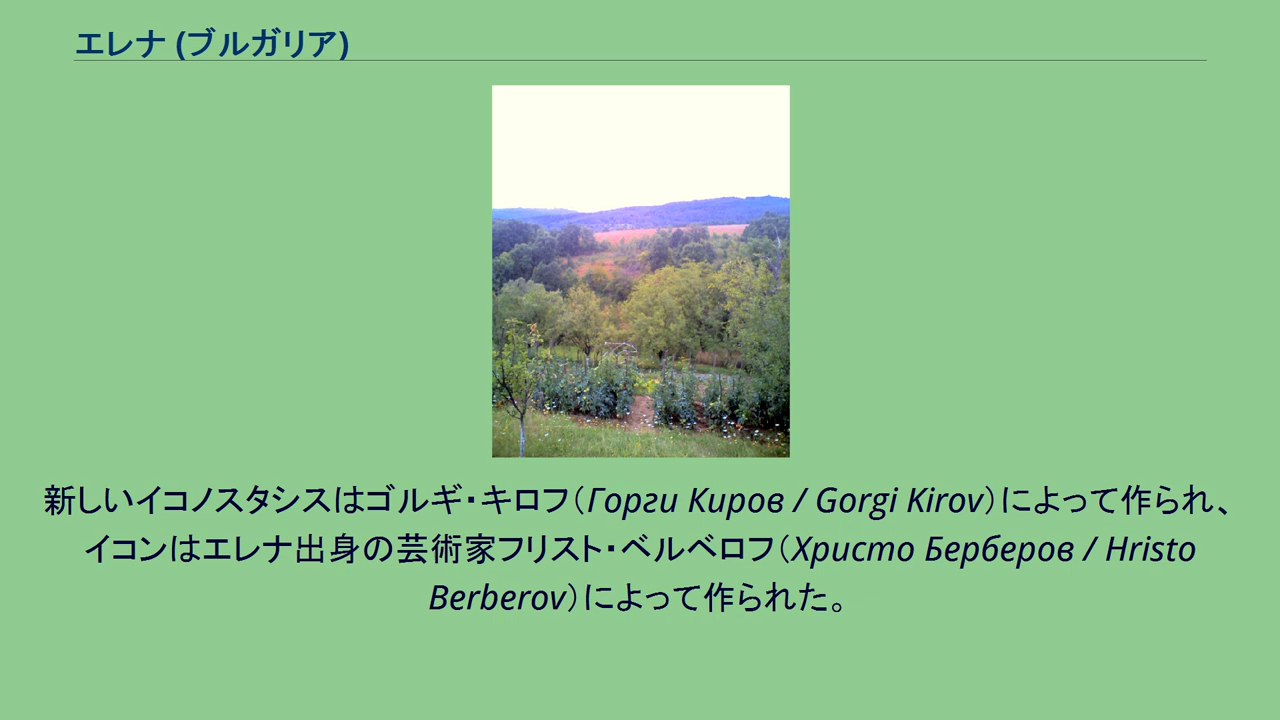 エレナ (ブルガリア)
新しいイコノスタシスはゴルギ・キロフ（Горги Киров / Gorgi Kirov）によって作られ、
イコンはエレナ出身の芸術家フリスト・ベルベロフ（Христо Берберов / Hristo
Berberov）によって作られた。